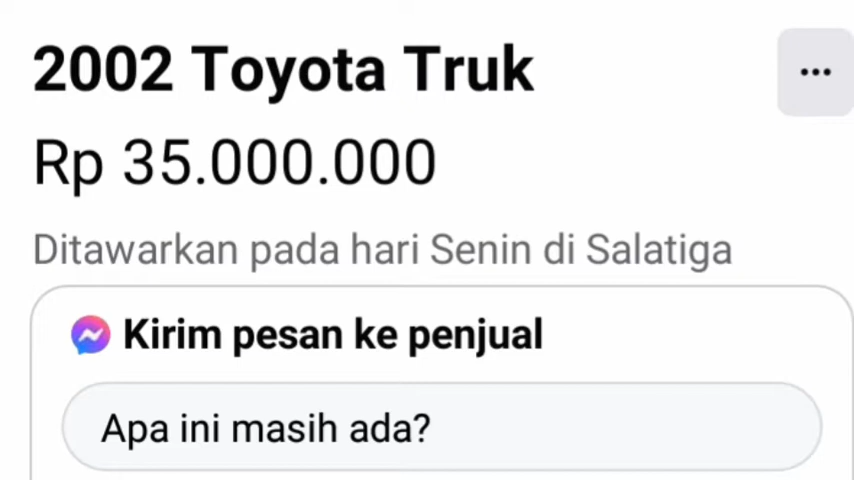 2002 Toyota Truk
Rp 35.000.000
Ditawarkan pada hari Senin di Salatiga
Kirim pesan ke penjual
Apa ini masih ada?